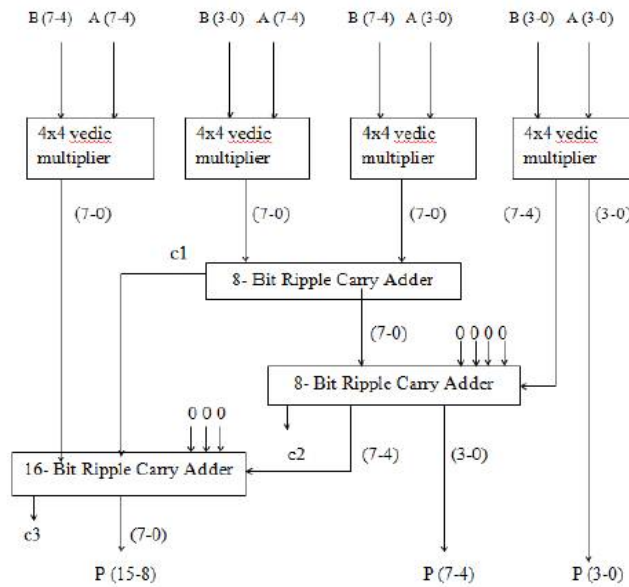 B (7-4) A (7-4) B (3-0) A (7-4) B (7-4) A (3-0) B (3-0) A (3-0)
4x4 vedic multiplier
4x4 vedic multiplier
4x4 vedic multiplier
4x4 vedic multiplier
(7-0) (7-0) (7-0) (7-4) (3-0)
c1
8- Bit Ripple Carry Adder
(7-0) 0 0 0 0
8- Bit Ripple Carry Adder
0 0 0
c2 (7-4) (3-0)
16- Bit Ripple Carry Adder
c3 (7-0)
P (15-8) P (7-4) P (3-0)